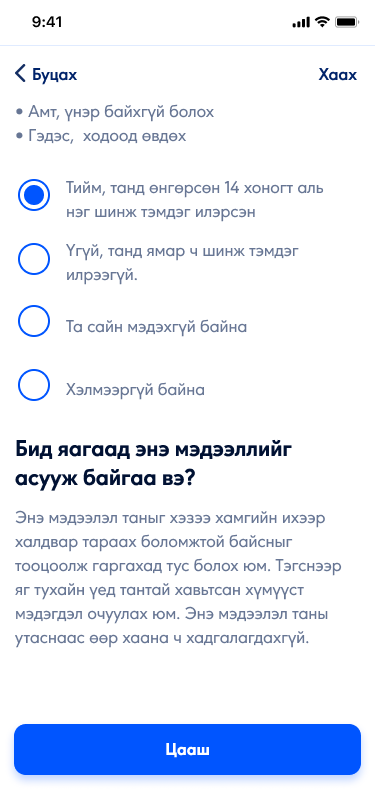 9:41
Буцах
Хаах
• Амт, үнэр байхгүй болох
• Гэдэс, ходоод өвдөх
Тийм, танд өнгөрсөн 14 хоногт аль
нэг шинж тэмдэг илэрсэн
Үгүй, танд ямар ч шинж тэмдэг
илрээгүй.
Та сайн мэдэхгүй байна
Хэлмээргүй байна
Бид яагаад энэ мэдээллийг
асууж байгаа вэ?
Энэ мэдээлэл таныг хэзээ хамгийн ихээр
халдвар тараах боломжтой байсныг
тооцоолж гаргахад тус болох юм. Тэгснээр
яг тухайн үед тантай хавьтсан хүмүүст
мэдэгдэл очуулах юм. Энэ мэдээлэл таны
утаснаас өөр хаана ч хадгалагдахгүй.
Цааш